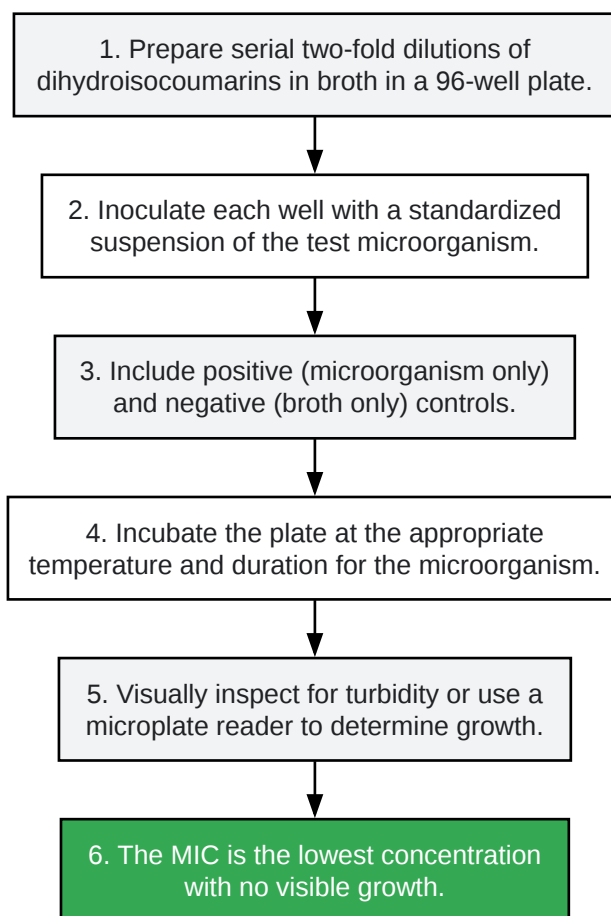 1. Prepare serial two-fold dilutions of
dihydroisocoumarins in broth in a 96-well plate.
2. Inoculate each well with a standardized
suspension of the test microorganism.
3. Include positive (microorganism only)
and negative (broth only) controls.
4. Incubate the plate at the appropriate
temperature and duration for the microorganism.
5. Visually inspect for turbidity or use a
microplate reader to determine growth.
6. The MIC is the lowest concentration
with no visible growth.